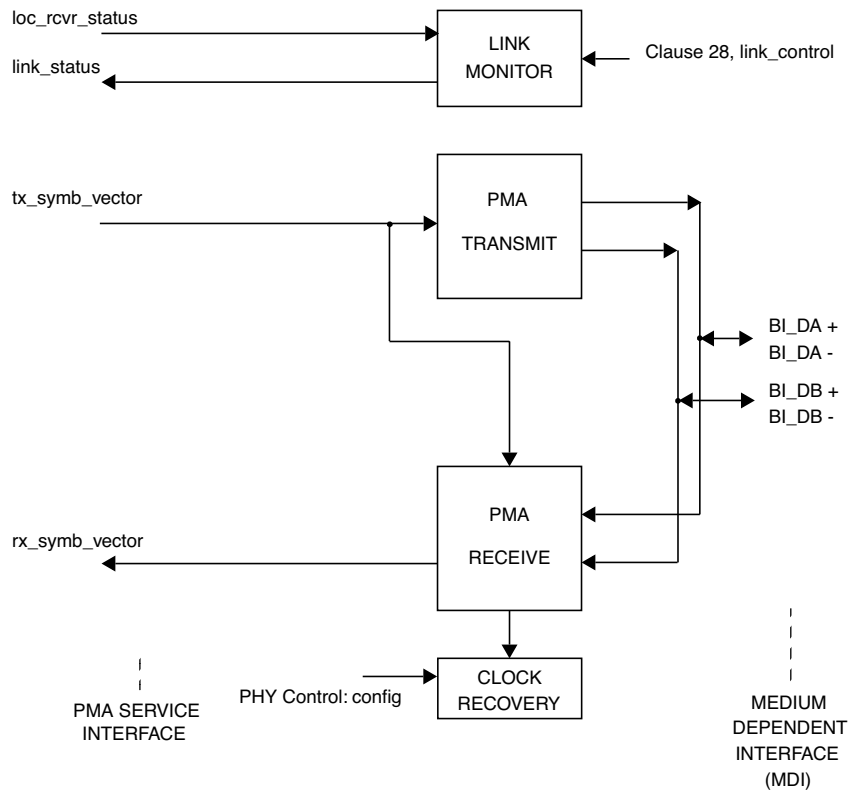 loc_rcvr_status
link_status
LINK
MONITOR
Clause 28, link_control
tx_symb_vector
PMA
TRANSMIT
BI_DA +
BI_DA -
BI_DB +
BI_DB -
PMA
RECEIVE
rx_symb_vector
CLOCK
RECOVERY
PHY Control: config
PMA SERVICE
INTERFACE
MEDIUM
DEPENDENT
INTERFACE
(MDI)